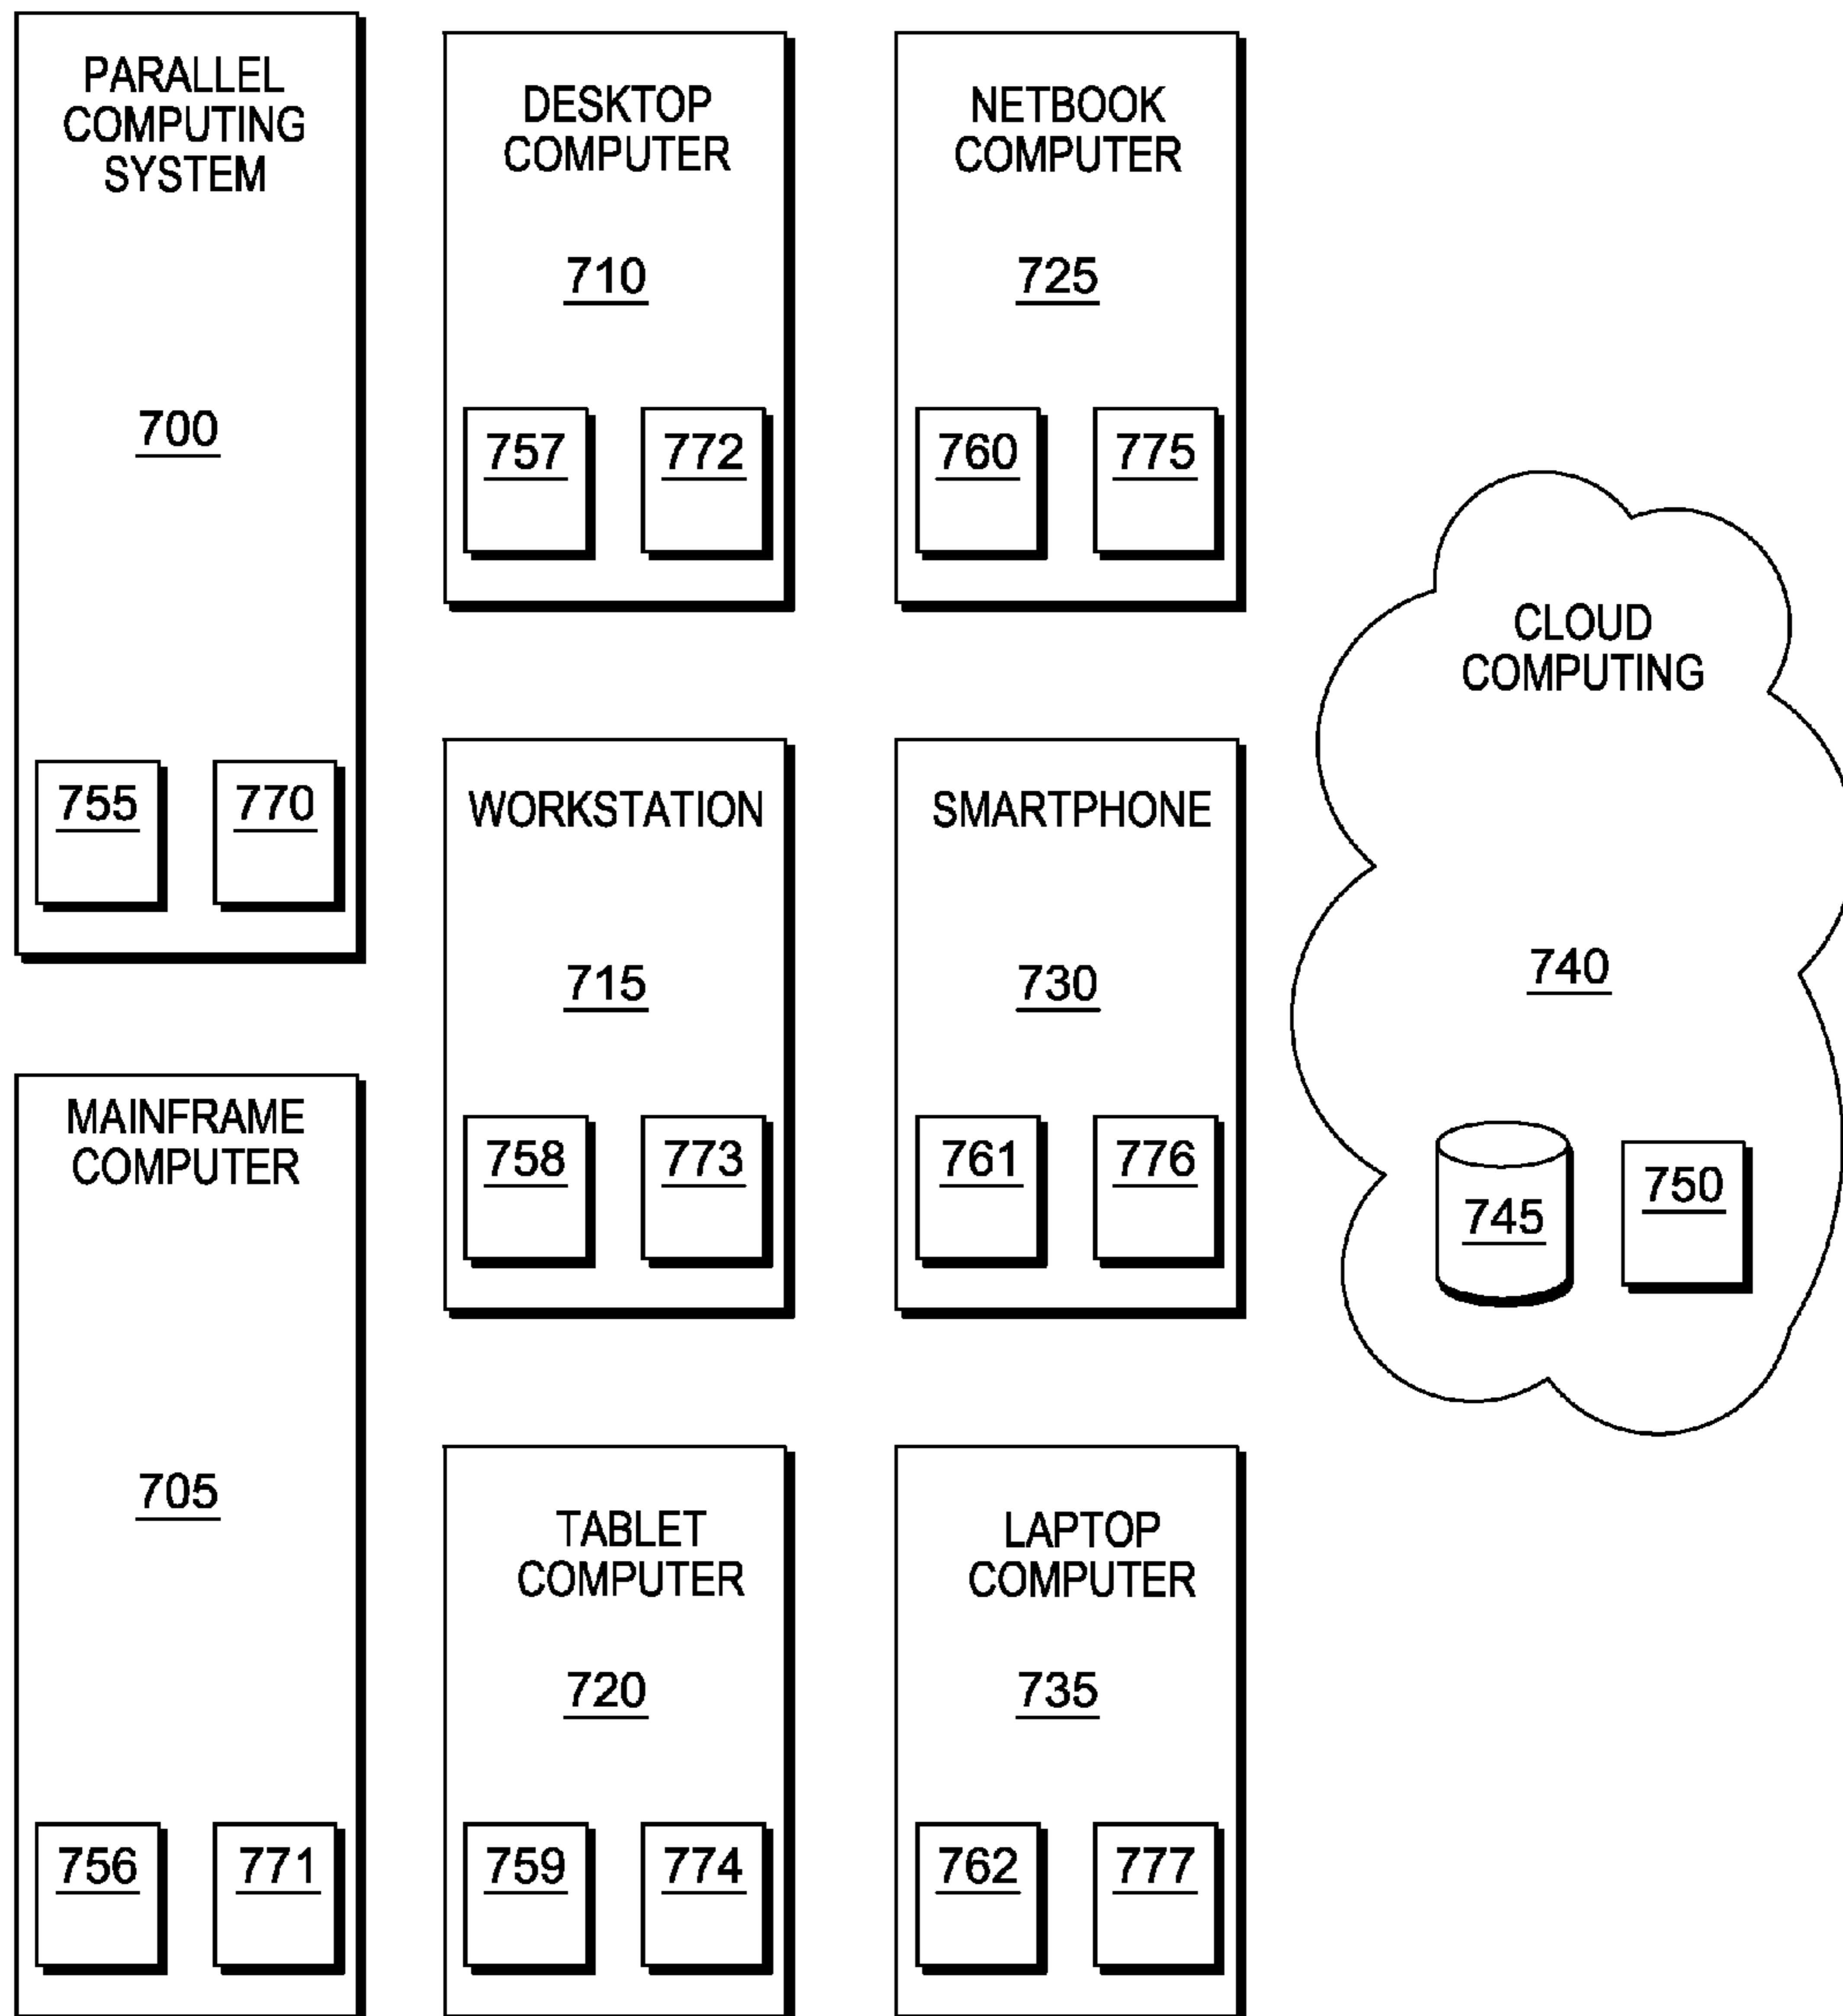 PARALLEL
COMPUTING
SYSTEM
700
755 770
MAINFRAME
COMPUTER
705
756 771
DESKTOP
COMPUTER
710
757 772
WORKSTATION
715
758 773
TABLET
COMPUTER
720
759 774
NETBOOK
COMPUTER
725
760 775
SMARTPHONE
730
761 776
LAPTOP
COMPUTER
735
762 777
CLOUD
COMPUTING
740
745 750